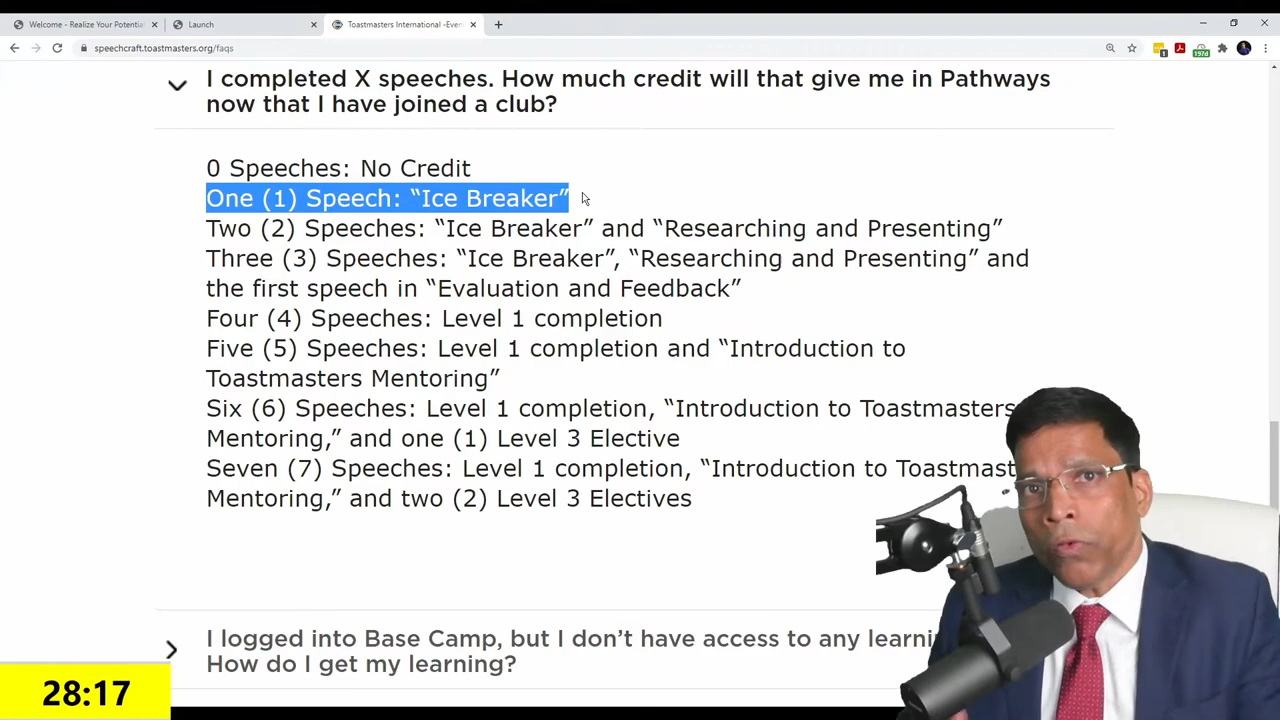 Welcome - Realize Your Potentia
Launch
Toastmasters International -Even
speechcraft.toastmasters.org/faqs
I completed X speeches. How much credit will that give me in Pathways
now that I have joined a club?
0 Speeches: No Credit
One (1) Speech: “Ice Breaker”
Two (2) Speeches: “Ice Breaker” and “Researching and Presenting”
Three (3) Speeches: “Ice Breaker”, “Researching and Presenting” and
the first speech in “Evaluation and Feedback”
Four (4) Speeches: Level 1 completion
Five (5) Speeches: Level 1 completion and “Introduction to
Toastmasters Mentoring”
Six (6) Speeches: Level 1 completion, “Introduction to Toastmasters
Mentoring,” and one (1) Level 3 Elective
Seven (7) Speeches: Level 1 completion, “Introduction to Toastmast
Mentoring,” and two (2) Level 3 Electives
I logged into Base Camp, but I don’t have access to any learni
How do I get my learning?
28:17